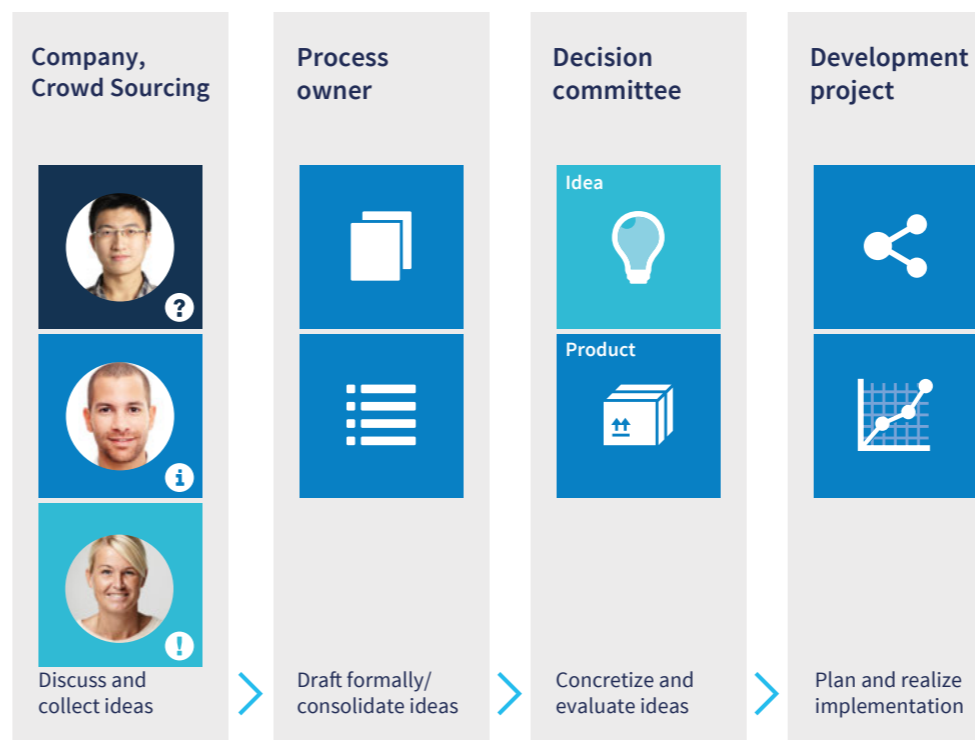 Company,
Crowd Sourcing
?
i
!
Discuss and
collect ideas
Process
owner
Draft formally/
consolidate ideas
Decision
committee
Idea
Product
Concretize and
evaluate ideas
Development
project
Plan and realize
implementation